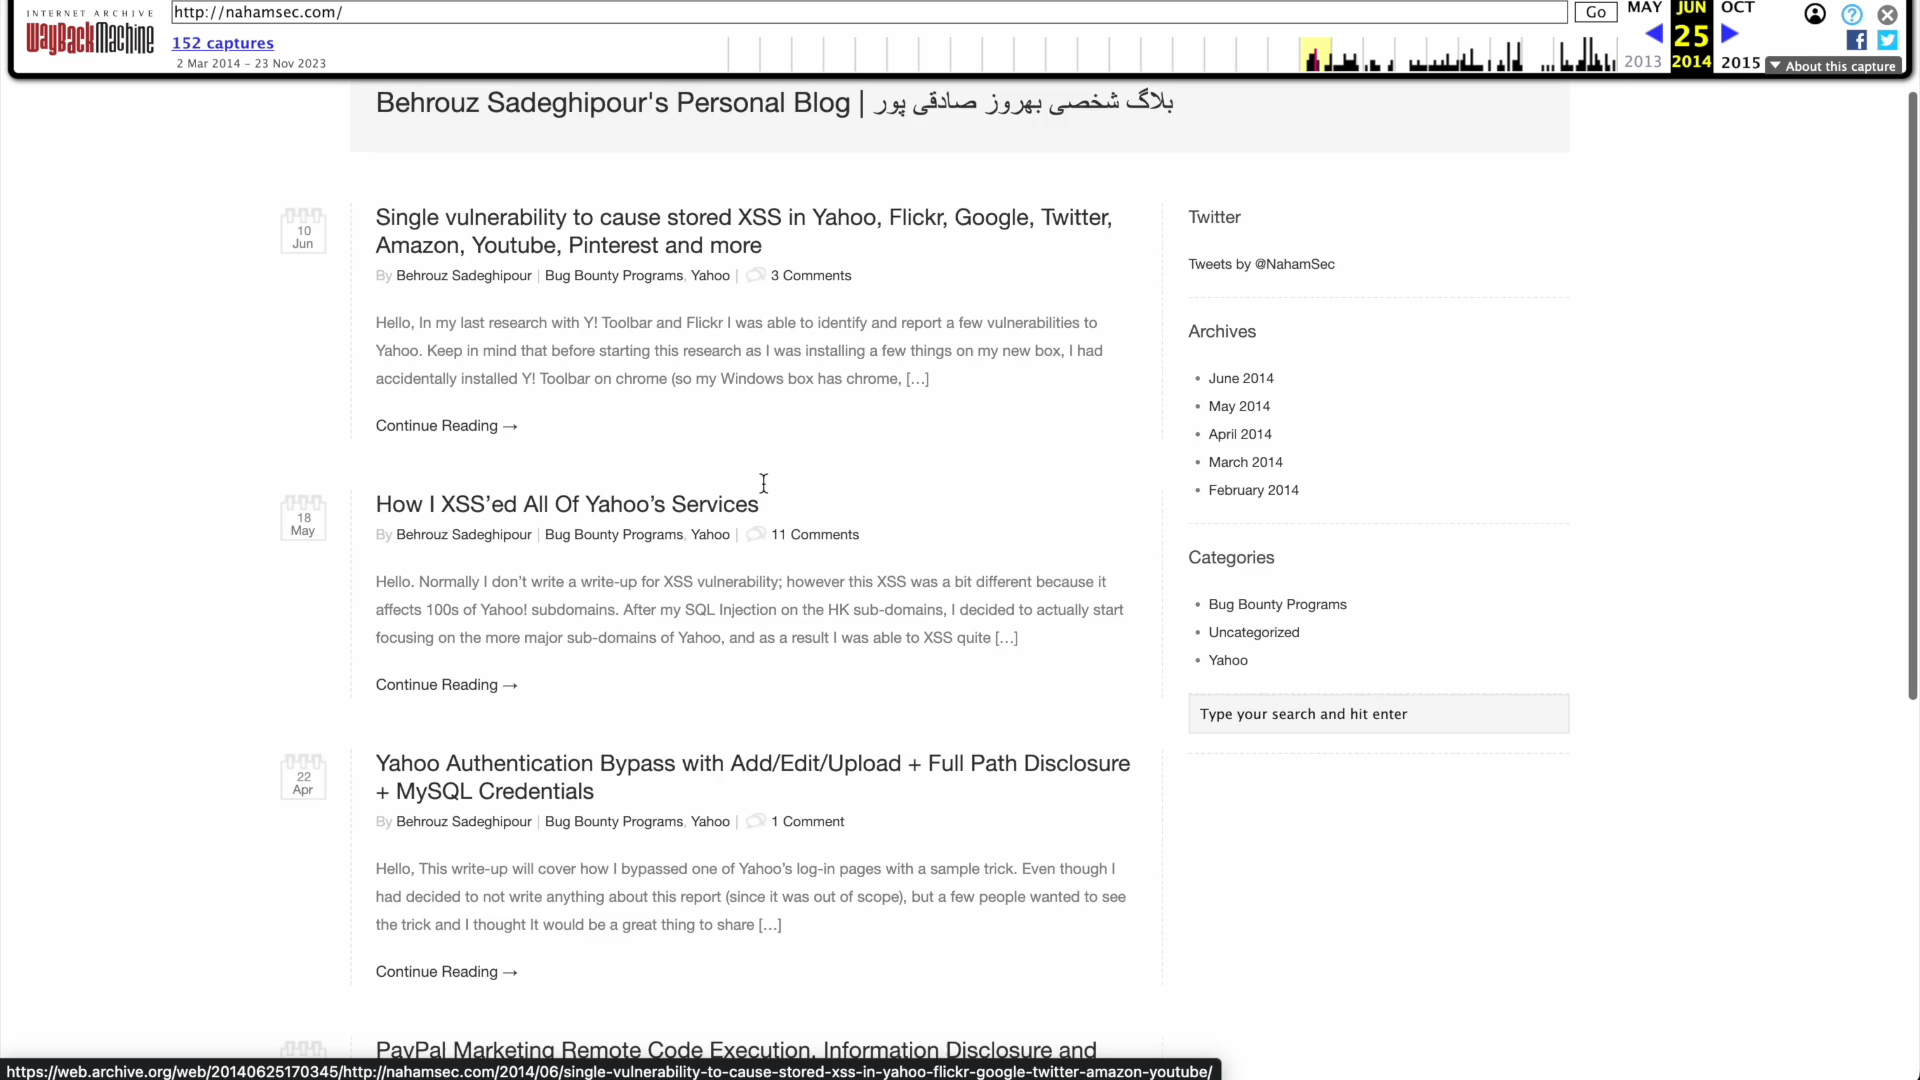 INTERNET ARCHIVE
WayBackMachine
http://nahamsec.com/
Go
152 captures
2 Mar 2014 – 23 Nov 2023
MAY JUN OCT
25
2013 2014 2015
About this capture
Behrouz Sadeghipour's Personal Blog | بلاگ شخصی بهروز صادقی پور
10
Jun
Single vulnerability to cause stored XSS in Yahoo, Flickr, Google, Twitter,
Amazon, Youtube, Pinterest and more
By Behrouz Sadeghipour | Bug Bounty Programs, Yahoo | 3 Comments
Hello, In my last research with Y! Toolbar and Flickr I was able to identify and report a few vulnerabilities to
Yahoo. Keep in mind that before starting this research as I was installing a few things on my new box, I had
accidentally installed Y! Toolbar on chrome (so my Windows box has chrome, […]
Continue Reading →
18
May
How I XSS’ed All Of Yahoo’s Services
By Behrouz Sadeghipour | Bug Bounty Programs, Yahoo | 11 Comments
Hello. Normally I don’t write a write-up for XSS vulnerability; however this XSS was a bit different because it
affects 100s of Yahoo! subdomains. After my SQL Injection on the HK sub-domains, I decided to actually start
focusing on the more major sub-domains of Yahoo, and as a result I was able to XSS quite […]
Continue Reading →
22
Apr
Yahoo Authentication Bypass with Add/Edit/Upload + Full Path Disclosure
+ MySQL Credentials
By Behrouz Sadeghipour | Bug Bounty Programs, Yahoo | 1 Comment
Hello, This write-up will cover how I bypassed one of Yahoo’s log-in pages with a sample trick. Even though I
had decided to not write anything about this report (since it was out of scope), but a few people wanted to see
the trick and I thought It would be a great thing to share […]
Continue Reading →
PayPal Marketing Remote Code Execution, Information Disclosure and
Twitter
Tweets by @NahamSec
Archives
• June 2014
• May 2014
• April 2014
• March 2014
• February 2014
Categories
• Bug Bounty Programs
• Uncategorized
• Yahoo
Type your search and hit enter
https://web.archive.org/web/20140625170345/http://nahamsec.com/2014/06/single-vulnerability-to-cause-stored-xss-in-yahoo-flickr-google-twitter-amazon-youtube/